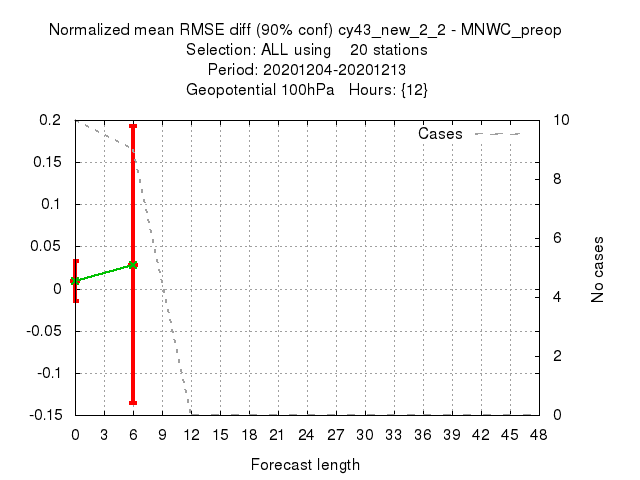 Normalized mean RMSE diff (90% conf) cy43_new_2_2 - MNWC_preop
Selection: ALL using 20 stations
Period: 20201204-20201213
Geopotential 100hPa Hours: {12}
Cases
0.2
0.15
0.1
0.05
0
-0.05
-0.1
-0.15
10
8
6
4
2
0
No cases
0 3 6 9 12 15 18 21 24 27 30 33 36 39 42 45 48
Forecast length